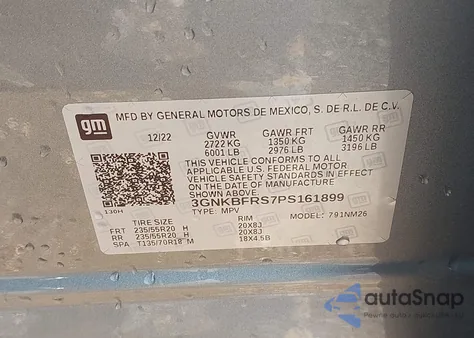 gm
MFD BY GENERAL MOTORS DE MEXICO, S. DE R.L. DE C.V.
12/22 GVWR GAWR FRT GAWR RR
2722 KG 1350 KG 1450 KG
6001 LB 2976 LB 3196 LB
THIS VEHICLE CONFORMS TO ALL
APPLICABLE U.S. FEDERAL MOTOR
VEHICLE SAFETY STANDARDS IN EFFECT
ON THE DATE OF MANUFACTURE
SHOWN ABOVE.
3GNKBFRS7PS161899
TYPE: MPV MODEL: 791NM26
130H
TIRE SIZE RIM
FRT 235/55R20 H 20X8J
RR 235/55R20 H 20X8J
SPA T135/70R18 M 18X4.5B
autoSnap